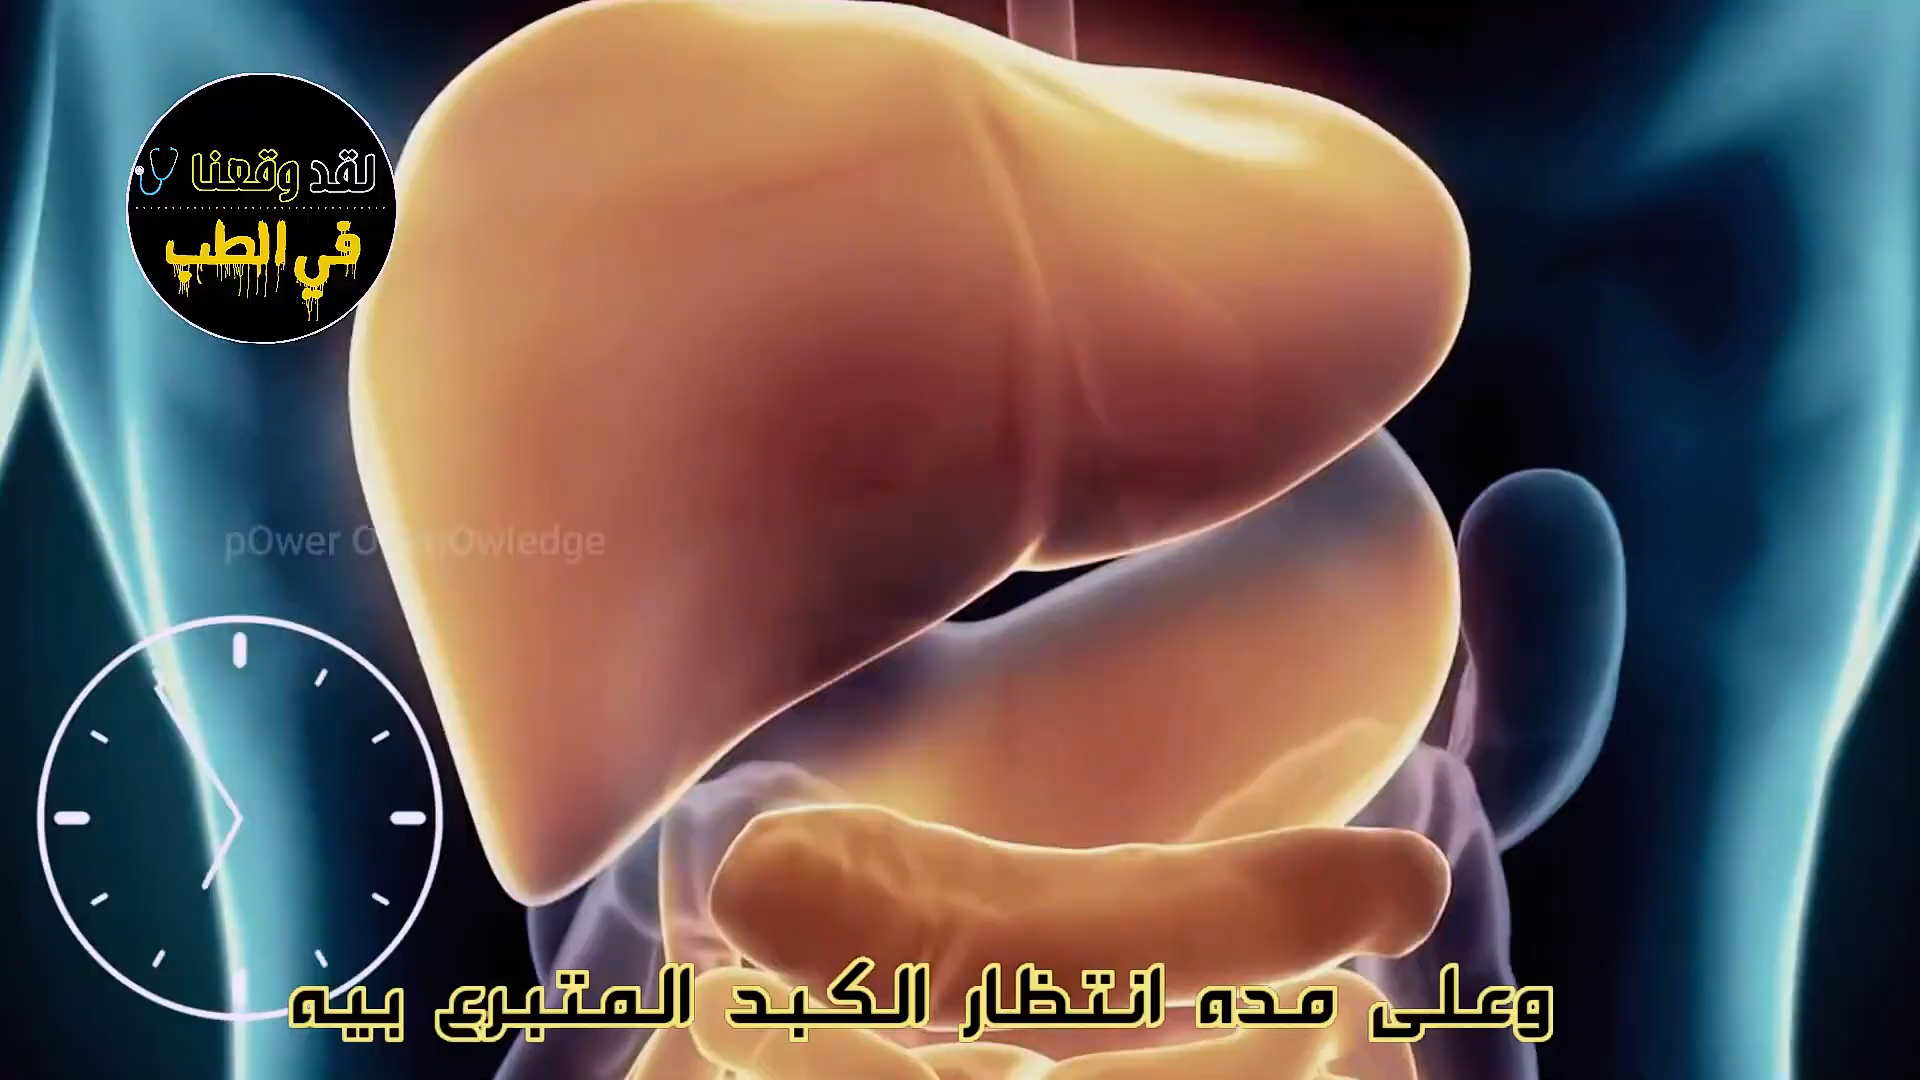 لقد وقعنا
في الطب
وعلى مده انتظار الكبد المتبرع بيه